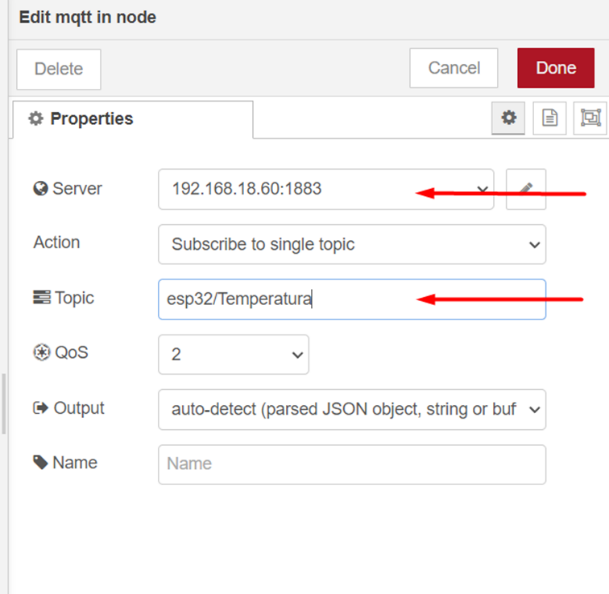 Edit mqtt in node
Delete
Cancel
Done
Properties
Server
192.168.18.60:1883
Action
Subscribe to single topic
Topic
esp32/Temperatura
QoS
2
Output
auto-detect (parsed JSON object, string or buf
Name
Name